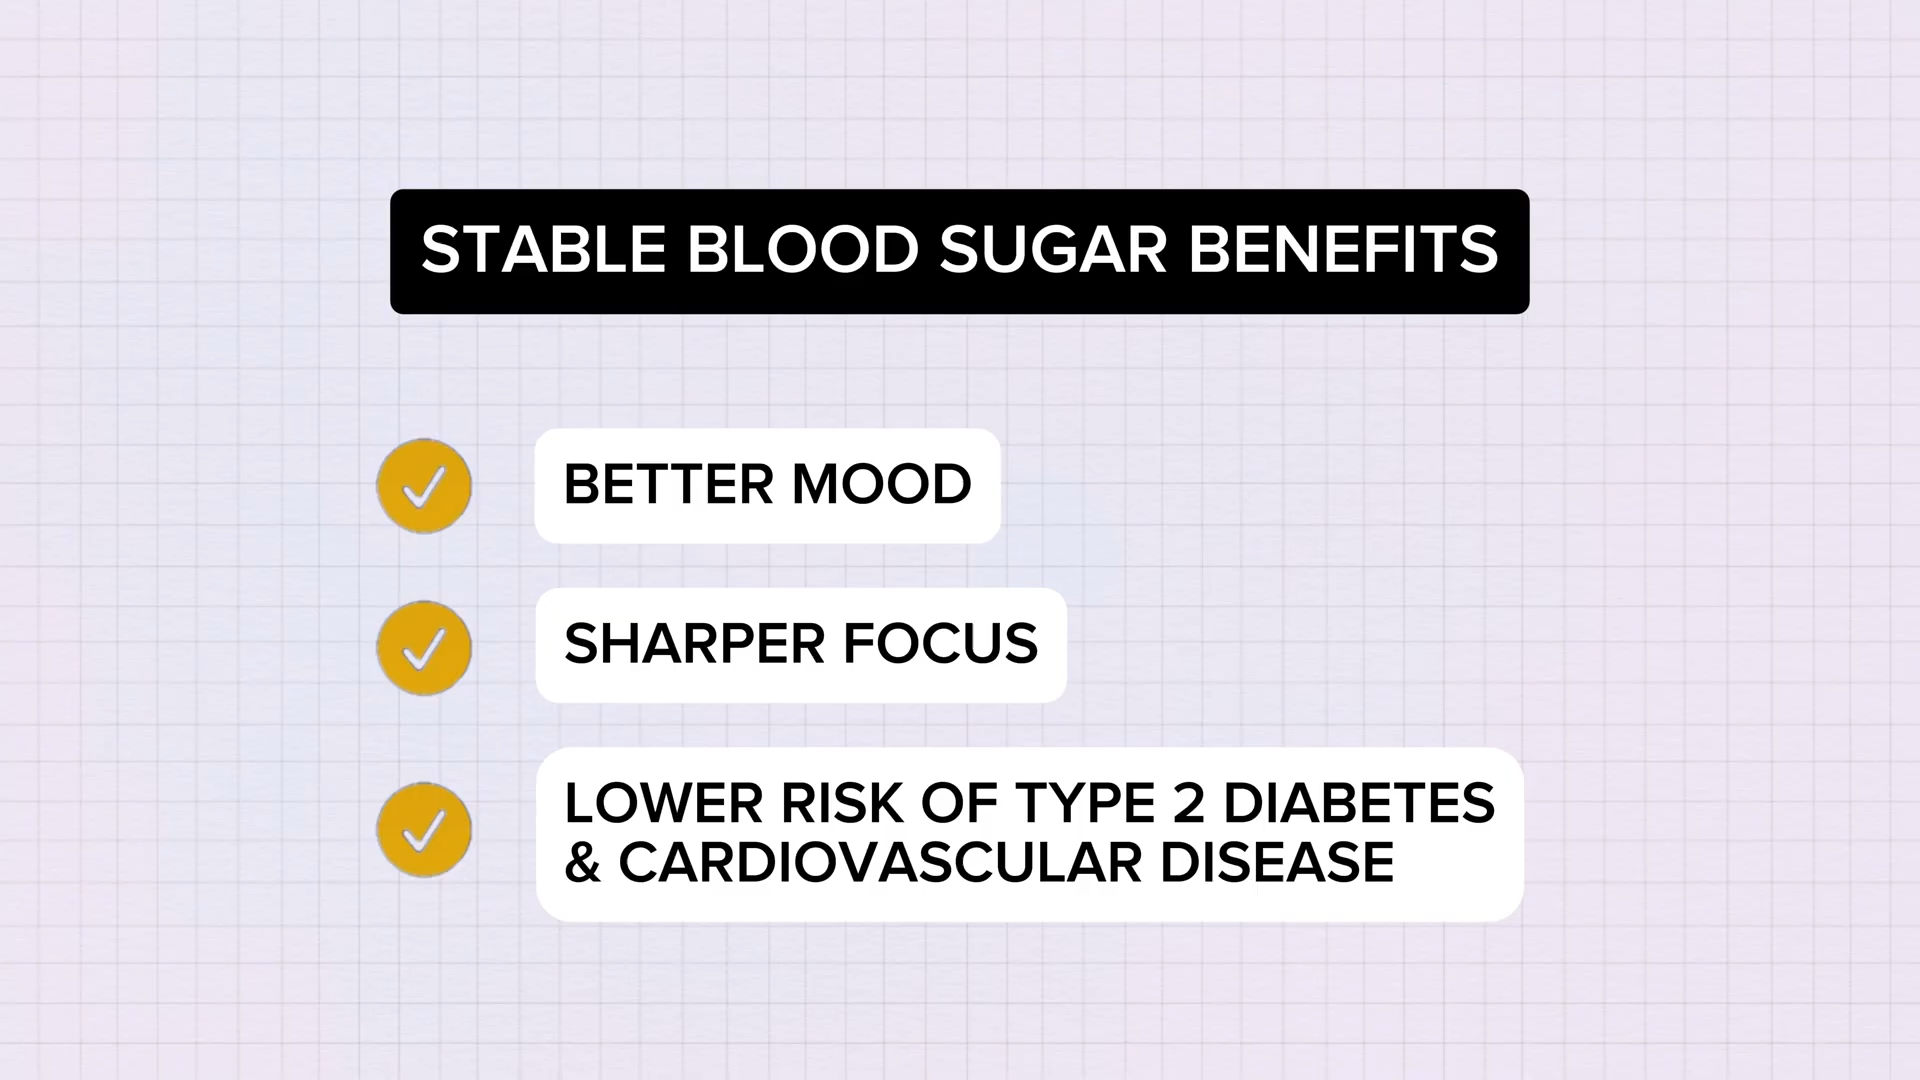 STABLE BLOOD SUGAR BENEFITS
BETTER MOOD
SHARPER FOCUS
LOWER RISK OF TYPE 2 DIABETES
& CARDIOVASCULAR DISEASE